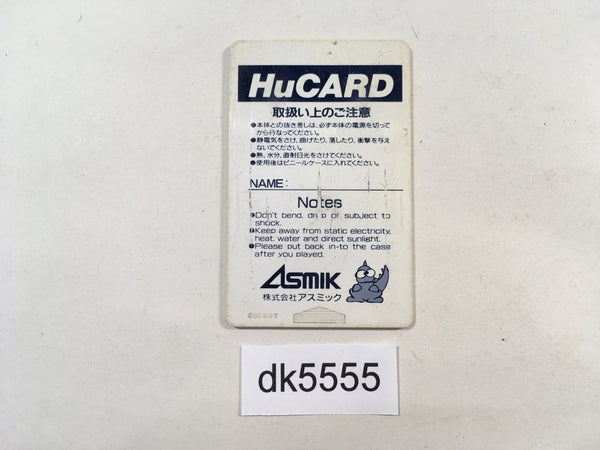 HuCARD
取扱い上のご注意
●本体との抜き差しは、必ず本体の電源を切って
から行なってください。
●静電気をさけ、曲げたり、落したり、衝撃を与え
ないでください。
●熱、水分、直射日光をさけてください。
●使用後はビニールケースに入れてください。
NAME:
Notes
●Don't bend, drop or subject to
shock.
●Keep away from static electricity,
heat, water and direct sunlight.
●Please put back in-to the case
after you played.
ASMIK
株式会社アスミック
dk5555